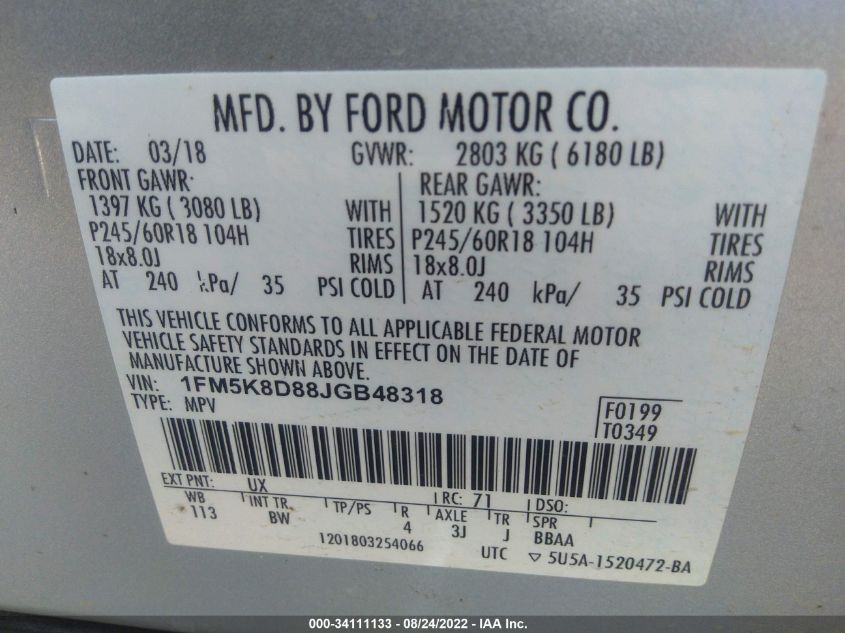 MFD. BY FORD MOTOR CO.
DATE: 03/18 GVWR: 2803 KG ( 6180 LB)
FRONT GAWR: REAR GAWR:
1397 KG ( 3080 LB) WITH 1520 KG ( 3350 LB) WITH
P245/60R18 104H TIRES P245/60R18 104H TIRES
18x8.0J RIMS 18x8.0J RIMS
AT 240 kPa/ 35 PSI COLD AT 240 kPa/ 35 PSI COLD
THIS VEHICLE CONFORMS TO ALL APPLICABLE FEDERAL MOTOR
VEHICLE SAFETY STANDARDS IN EFFECT ON THE DATE OF
MANUFACTURE SHOWN ABOVE.
VIN: 1FM5K8D88JGB48318
TYPE: MPV
F0199
T0349
EXT PNT: UX RC: 71 DSO:
WB INT TR. TP/PS R AXLE TR SPR
113 BW 4 3J J BBAA
1201803254066 UTC ▽ 5U5A-1520472-BA
000-34111133 - 08/24/2022 - IAA Inc.